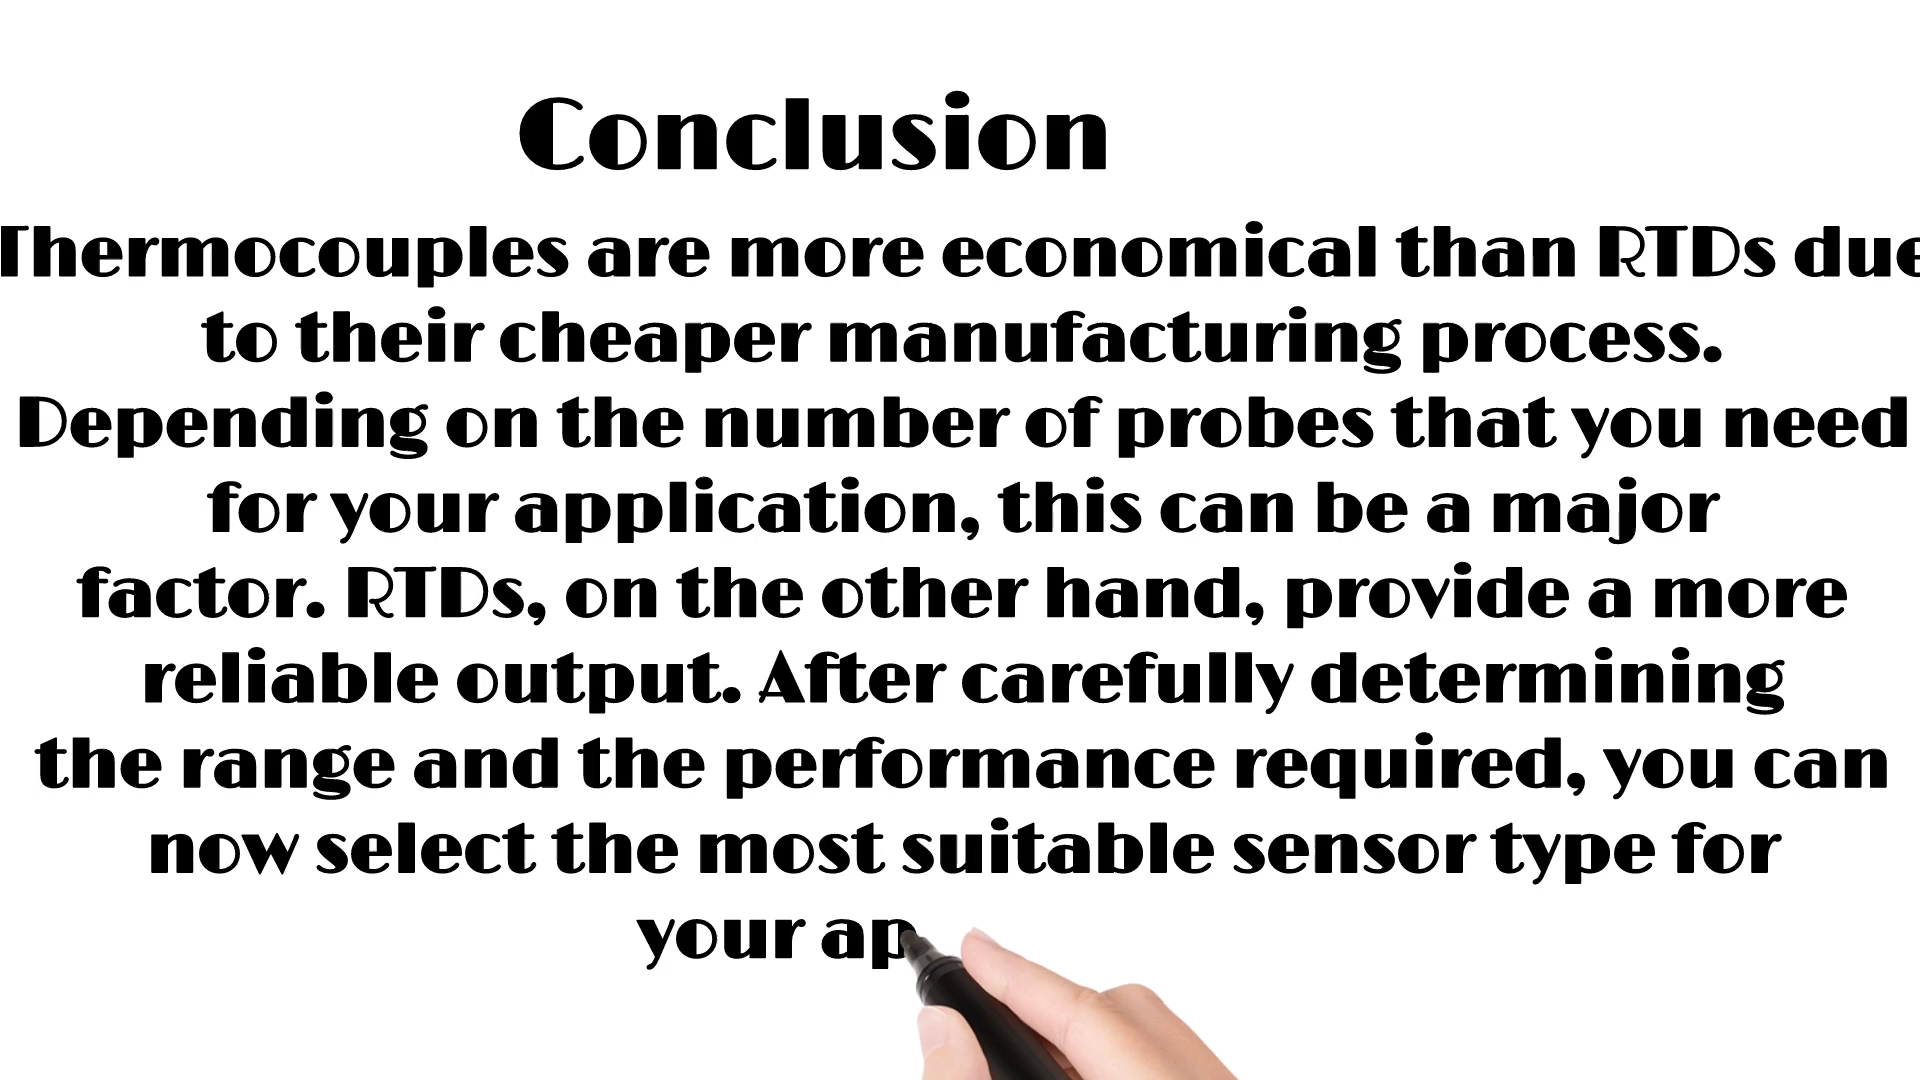 Conclusion
Thermocouples are more economical than RTDs due
to their cheaper manufacturing process.
Depending on the number of probes that you need
for your application, this can be a major
factor. RTDs, on the other hand, provide a more
reliable output. After carefully determining
the range and the performance required, you can
now select the most suitable sensor type for
your ap